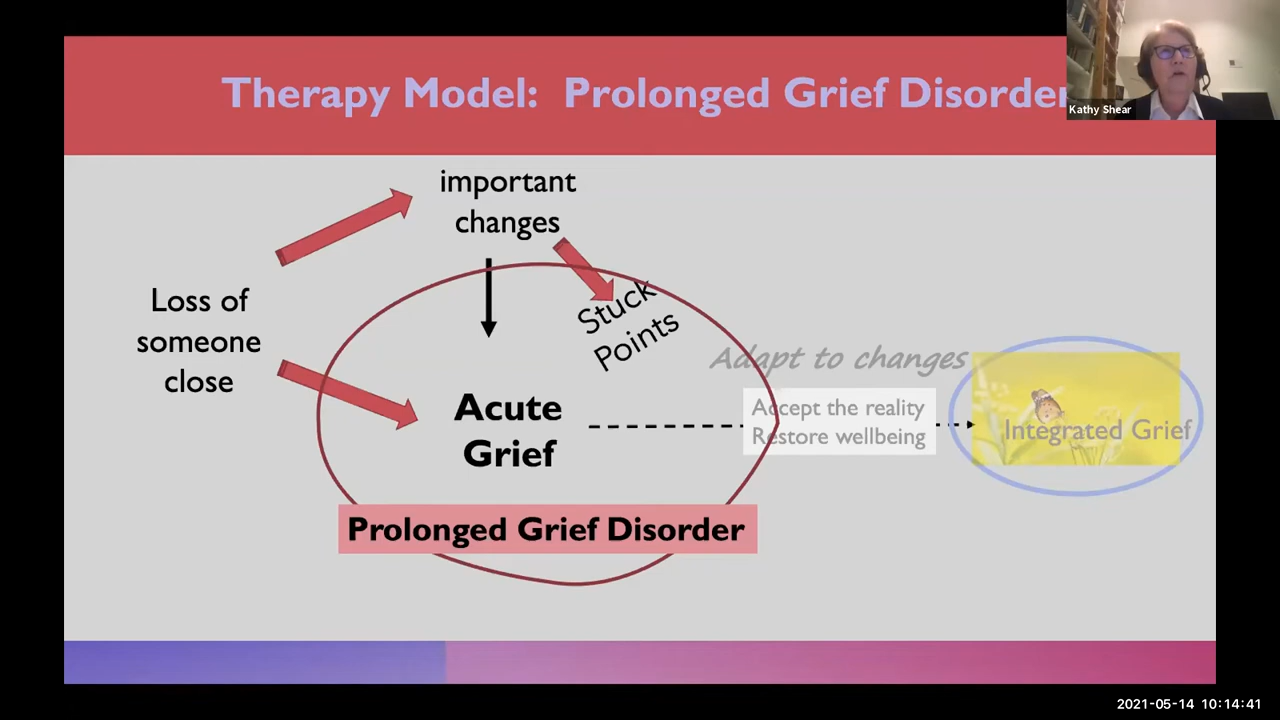 Therapy Model: Prolonged Grief Disorder
Kathy Shear
important
changes
Loss of
someone
close
Stuck
Points
Adapt to changes
Accept the reality
Restore wellbeing
Acute
Grief
Integrated Grief
Prolonged Grief Disorder
2021-05-14 10:14:41